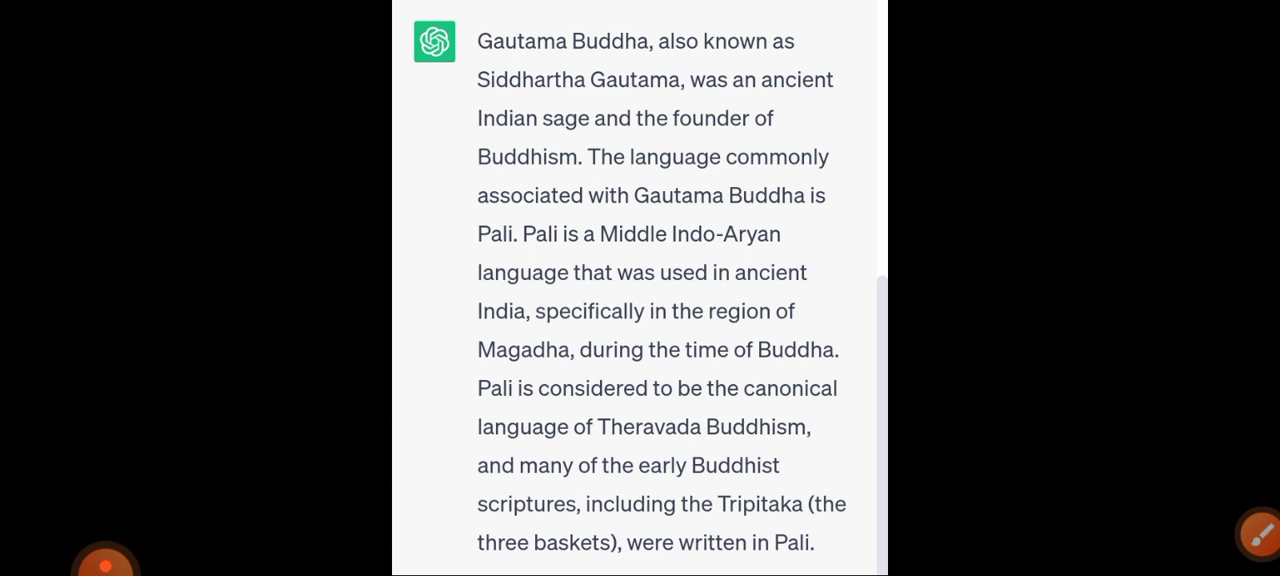 Gautama Buddha, also known as
Siddhartha Gautama, was an ancient
Indian sage and the founder of
Buddhism. The language commonly
associated with Gautama Buddha is
Pali. Pali is a Middle Indo-Aryan
language that was used in ancient
India, specifically in the region of
Magadha, during the time of Buddha.
Pali is considered to be the canonical
language of Theravada Buddhism,
and many of the early Buddhist
scriptures, including the Tripitaka (the
three baskets), were written in Pali.